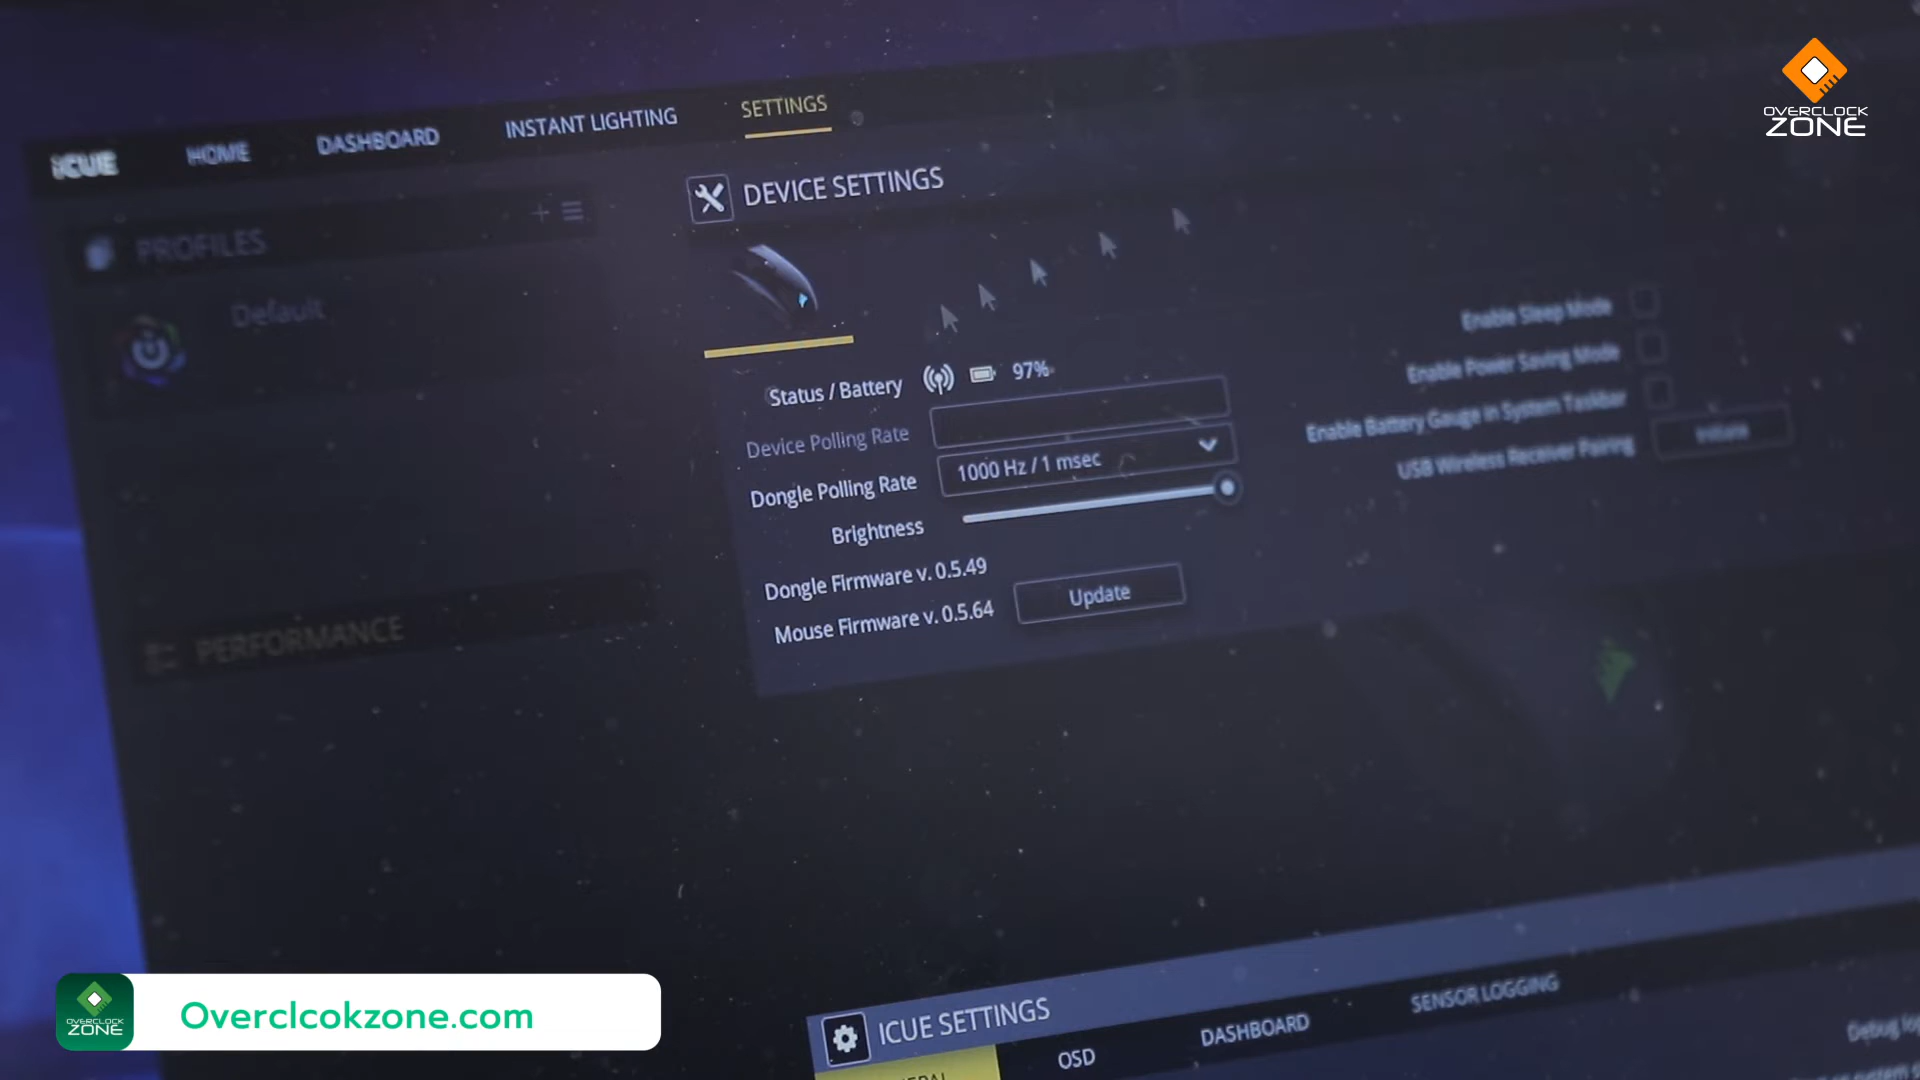 OVERCLOCK
ZONE
iCUE HOME DASHBOARD INSTANT LIGHTING SETTINGS
PROFILES
Default
PERFORMANCE
DEVICE SETTINGS
Status / Battery 97%
Device Polling Rate
Dongle Polling Rate 1000 Hz / 1 msec
Brightness
Dongle Firmware v. 0.5.49
Mouse Firmware v. 0.5.64
Update
Enable Sleep Mode
Enable Power Saving Mode
Enable Battery Gauge in System Taskbar
USB Wireless Receiver Pairing Initiate
ICUE SETTINGS
OSD DASHBOARD SENSOR LOGGING
Debug
OVERCLOCK
ZONE
Overclcokzone.com